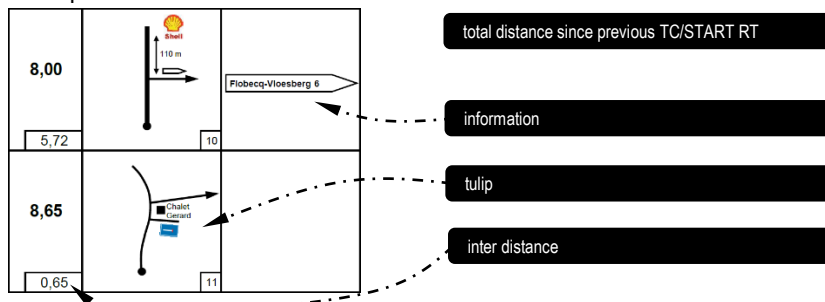 total distance since previous TC/START RT
Shell
110 m
8,00
Flobecq-Vloesberg 6
information
5,72
10
tulip
8,65
Chalet
Gerard
inter distance
0,65
11